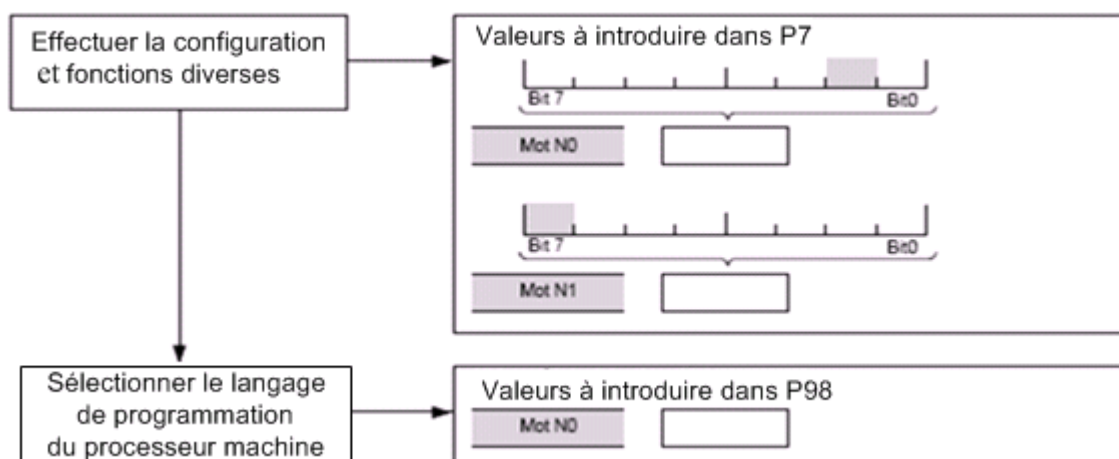 Effectuer la configuration
et fonctions diverses
Valeurs à introduire dans P7
Bit 7
Bit0
Mot N0
Bit 7
Bit0
Mot N1
Sélectionner le langage
de programmation
du processeur machine
Valeurs à introduire dans P98
Mot N0